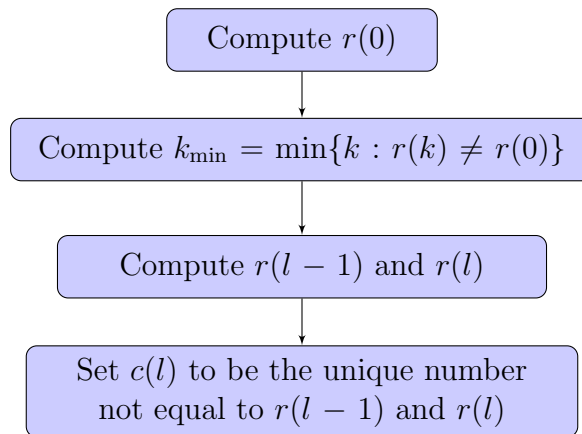 Compute r(0)
Compute k_min = min{k : r(k) ≠ r(0)}
Compute r(l − 1) and r(l)
Set c(l) to be the unique number
not equal to r(l − 1) and r(l)